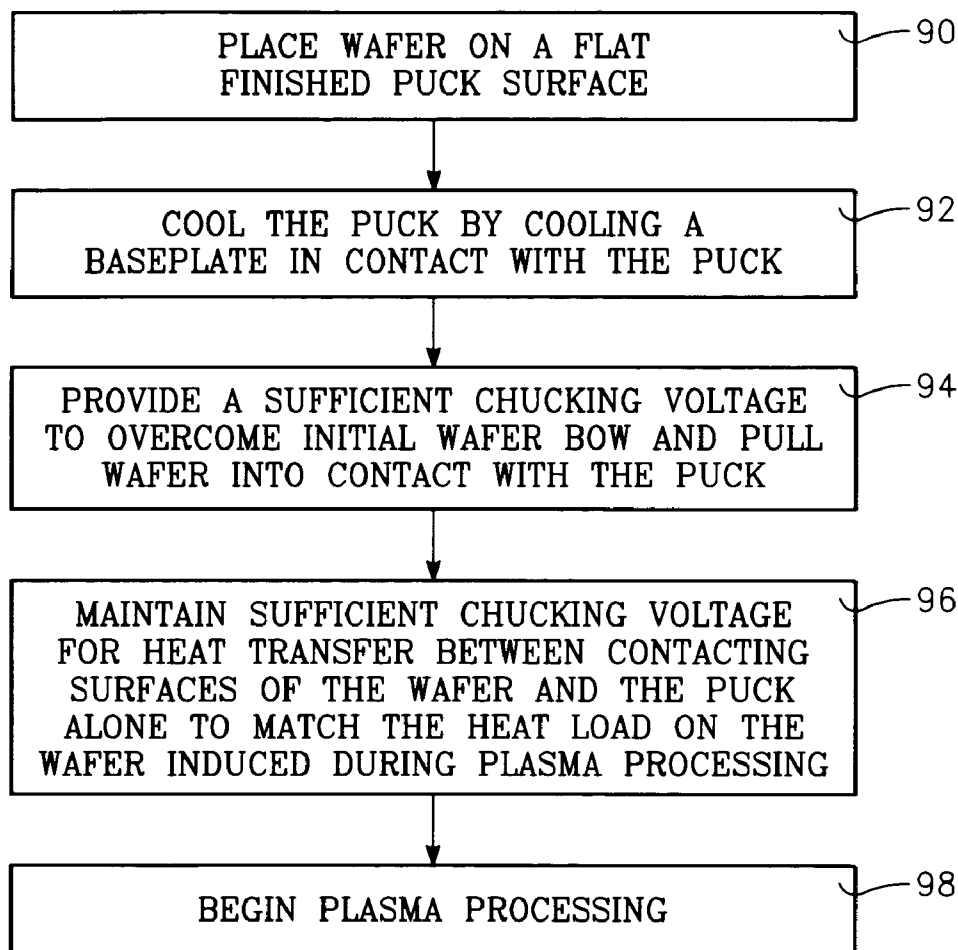 PLACE WAFER ON A FLAT
FINISHED PUCK SURFACE
90
COOL THE PUCK BY COOLING A
BASEPLATE IN CONTACT WITH THE PUCK
92
PROVIDE A SUFFICIENT CHUCKING VOLTAGE
TO OVERCOME INITIAL WAFER BOW AND PULL
WAFER INTO CONTACT WITH THE PUCK
94
MAINTAIN SUFFICIENT CHUCKING VOLTAGE
FOR HEAT TRANSFER BETWEEN CONTACTING
SURFACES OF THE WAFER AND THE PUCK
ALONE TO MATCH THE HEAT LOAD ON THE
WAFER INDUCED DURING PLASMA PROCESSING
96
BEGIN PLASMA PROCESSING
98